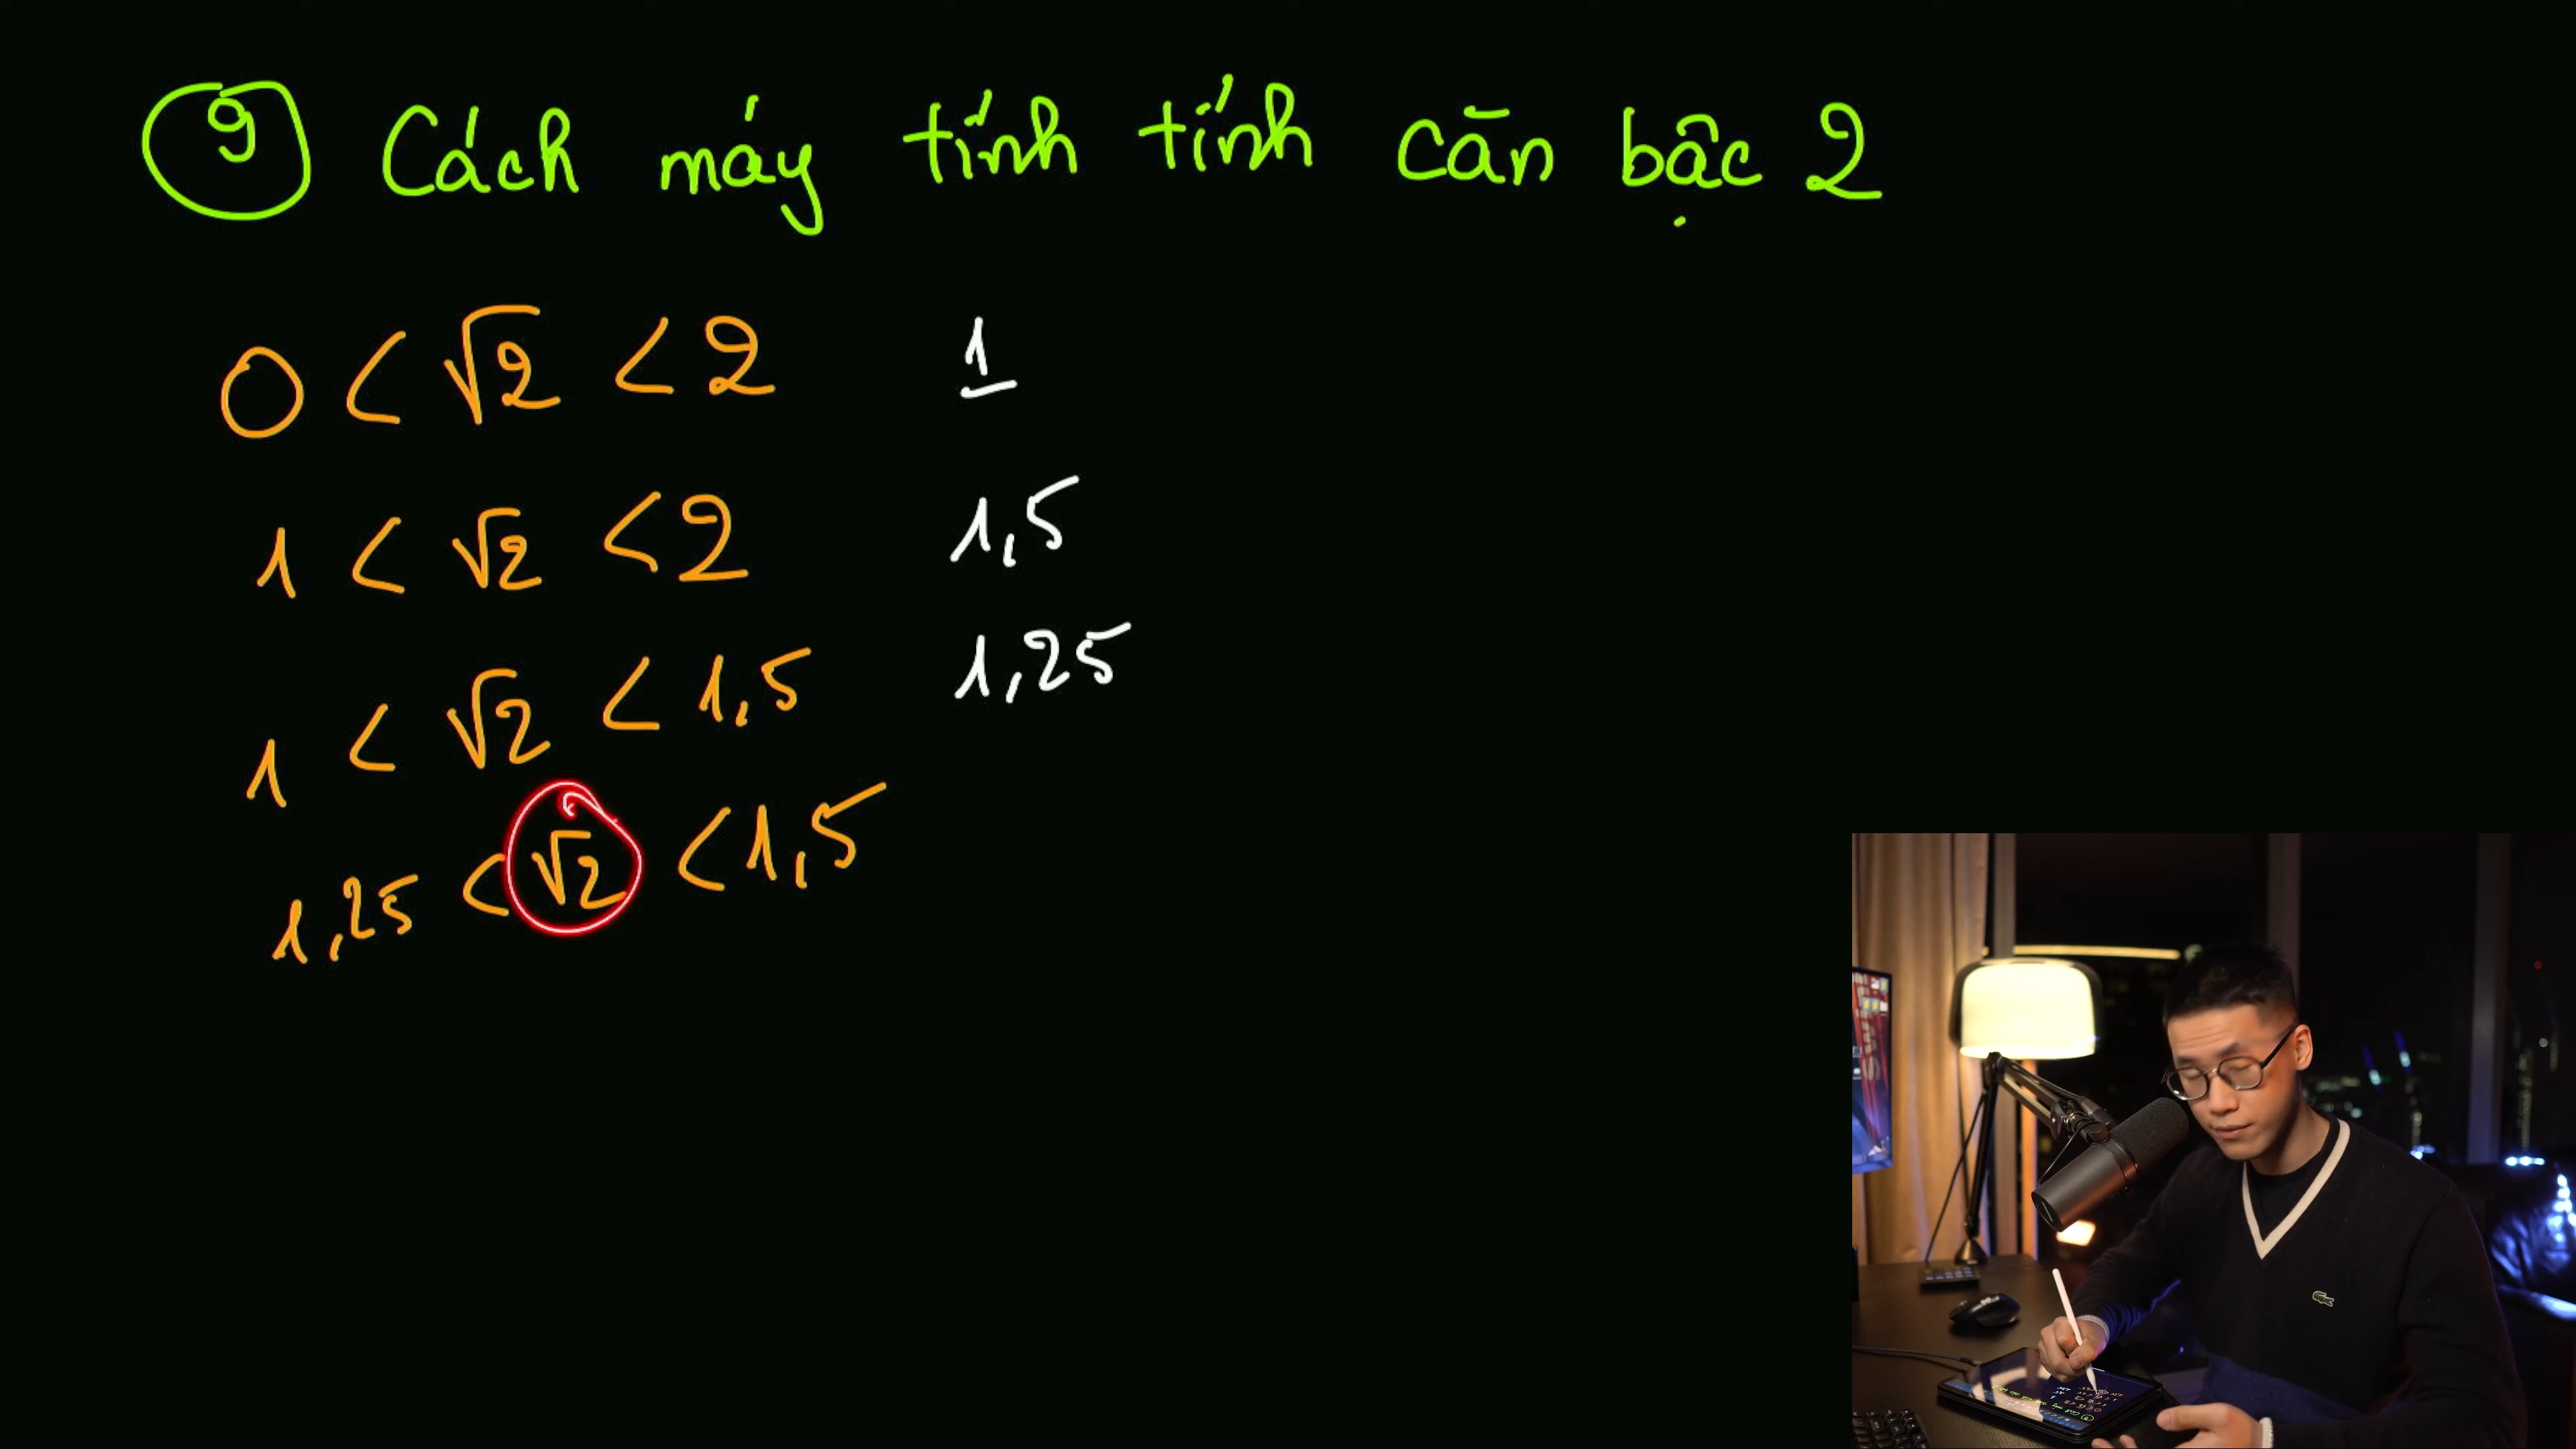 9 Cách máy tính tính căn bậc 2
0 < √2 < 2 1
1 < √2 < 2 1,5
1 < √2 < 1,5 1,25
1,25 < √2 < 1,5